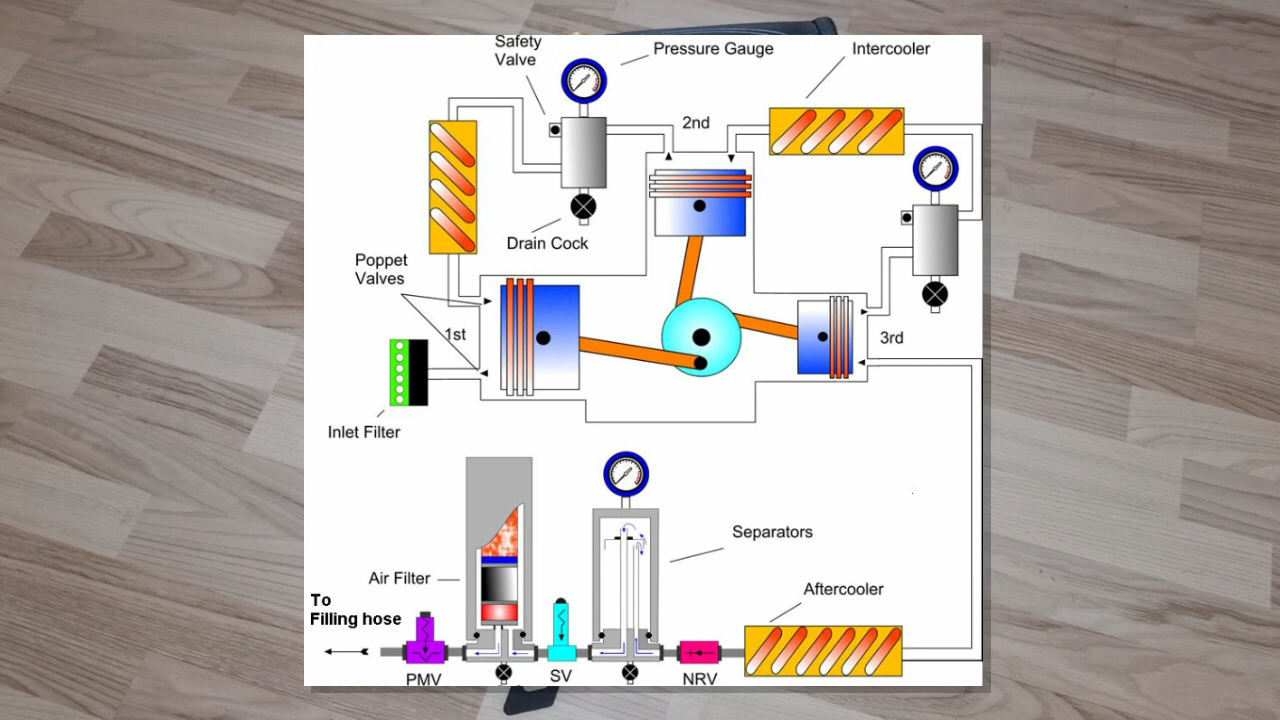 Safety
Valve
Pressure Gauge
Intercooler
2nd
Drain Cock
Poppet
Valves
1st
3rd
Inlet Filter
Separators
Air Filter
Aftercooler
To
Filling hose
PMV
SV
NRV